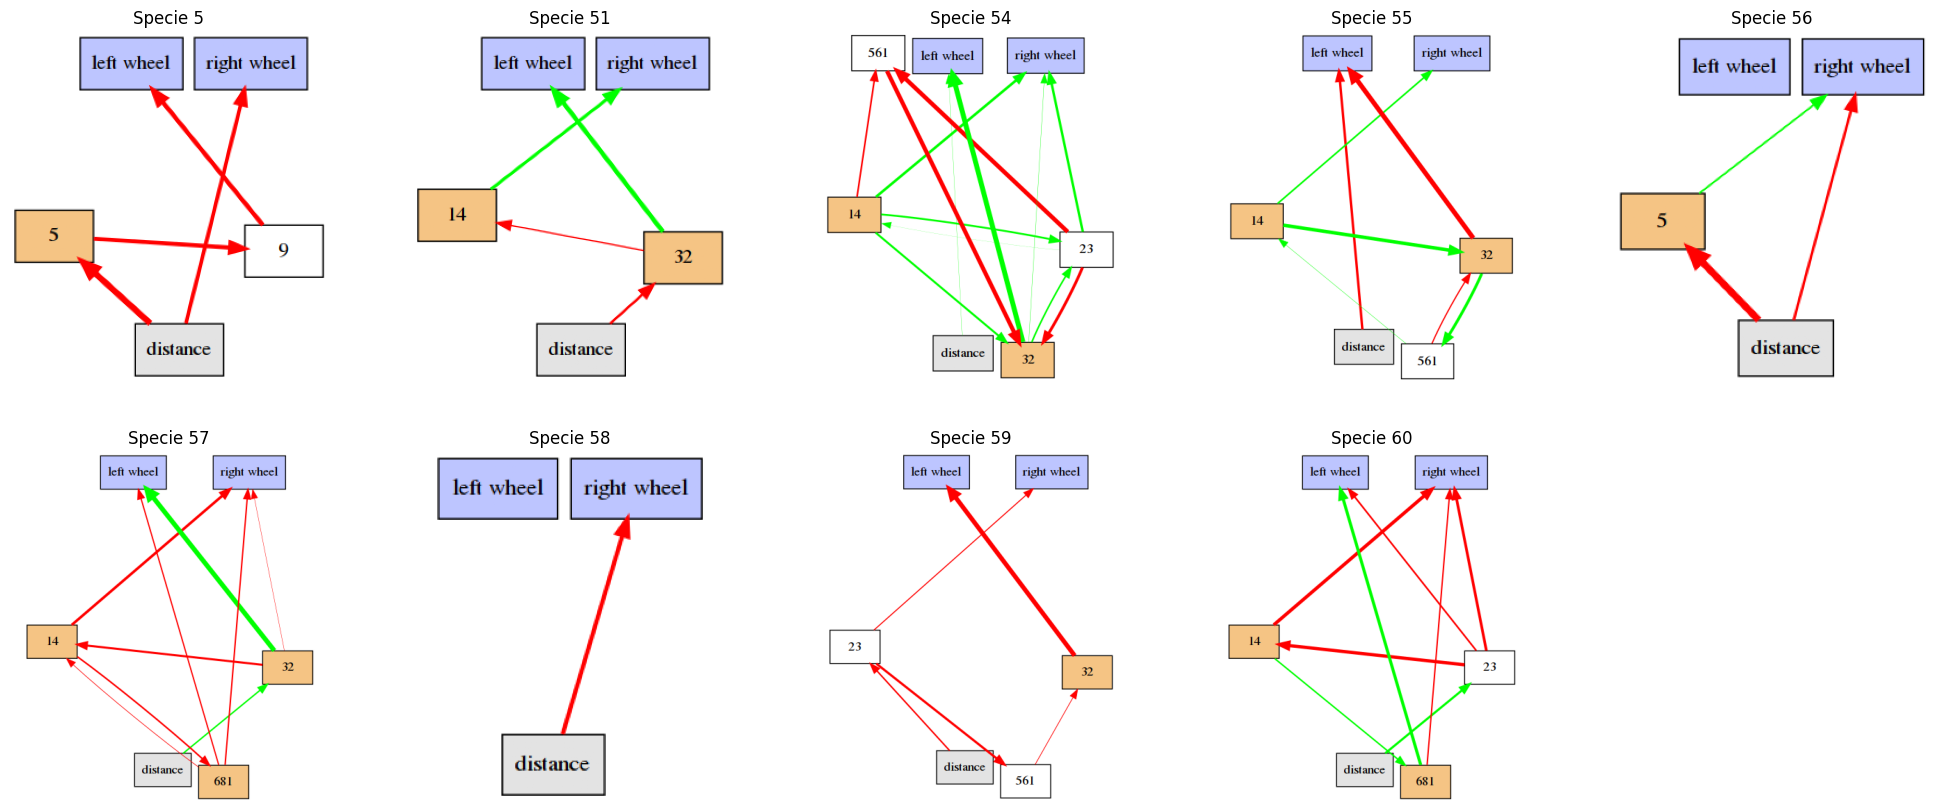 Specie 5
left wheel right wheel
5
9
distance
Specie 51
left wheel right wheel
14
32
distance
Specie 54
561 left wheel right wheel
14
23
distance
32
Specie 55
left wheel right wheel
14
32
distance
561
Specie 56
left wheel right wheel
5
distance
Specie 57
left wheel right wheel
14
32
distance
681
Specie 58
left wheel right wheel
distance
Specie 59
left wheel right wheel
23
32
distance
561
Specie 60
left wheel right wheel
14
23
distance
681